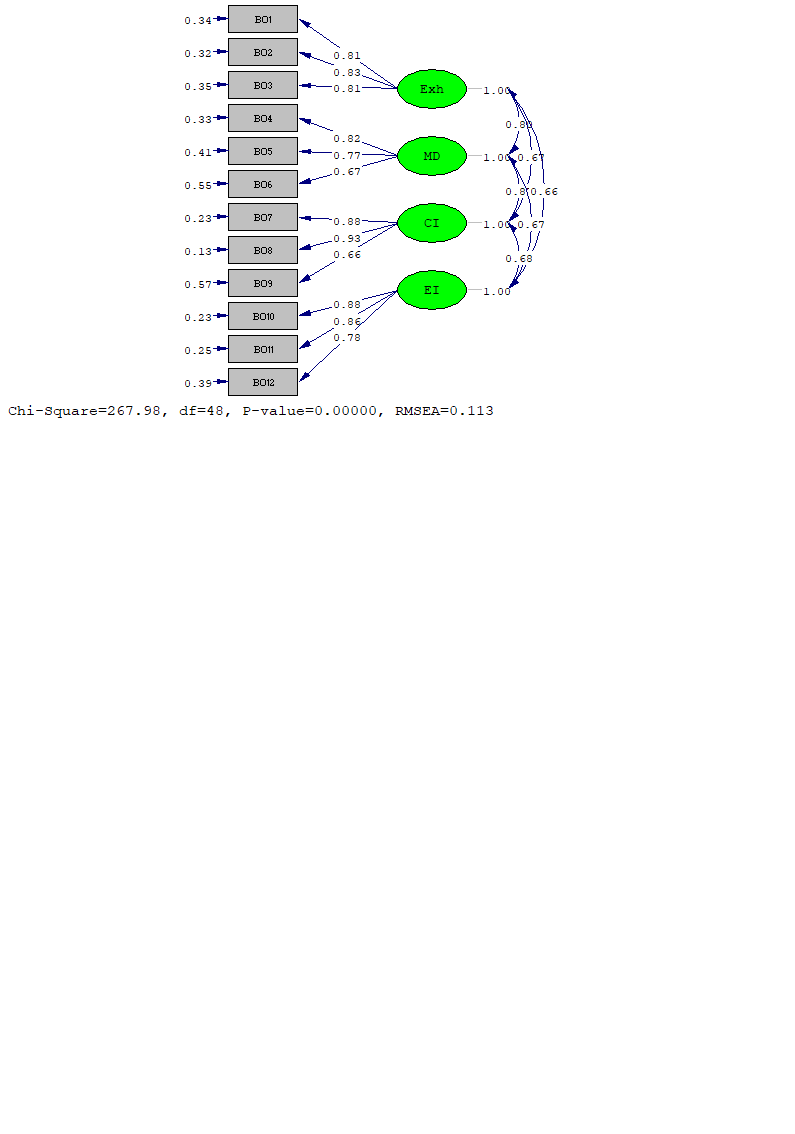 0.34 BO1
0.32 BO2
0.35 BO3
0.33 BO4
0.41 BO5
0.55 BO6
0.23 BO7
0.13 BO8
0.57 BO9
0.23 BO10
0.25 BO11
0.39 BO12
0.81
0.83
0.81
0.82
0.77
0.67
0.88
0.93
0.66
0.88
0.86
0.78
Exh 1.00
MD 1.00 0.67
0.66
CI 1.00 0.67
0.68
EI 1.00
Chi-Square=267.98, df=48, P-value=0.00000, RMSEA=0.113